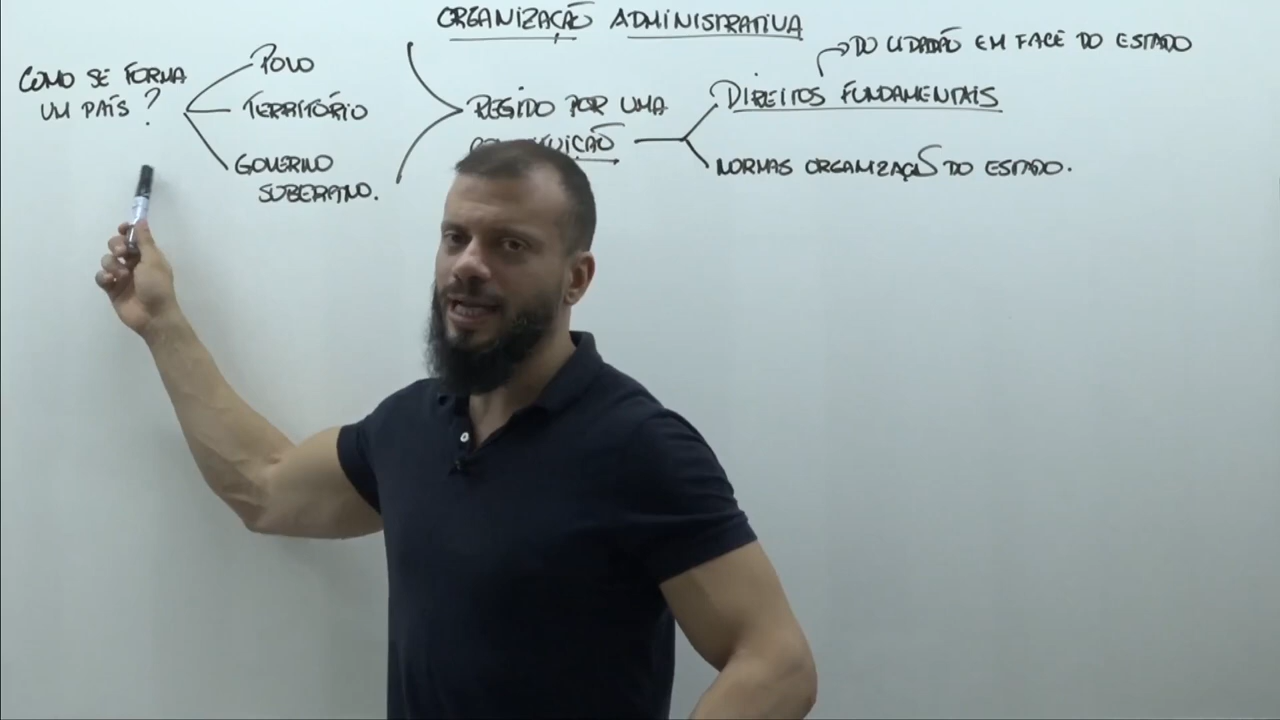 ORGANIZAÇÃO ADMINISTRATIVA
COMO SE FORMA
UM PAÍS?
POVO
TERRITÓRIO
GOVERNO
SOBERANO.
REGIDO POR UMA
DIREITOS FUNDAMENTAIS
DO CIDADÃO EM FACE DO ESTADO
NORMAS ORGANIZAÇÃO DO ESTADO.